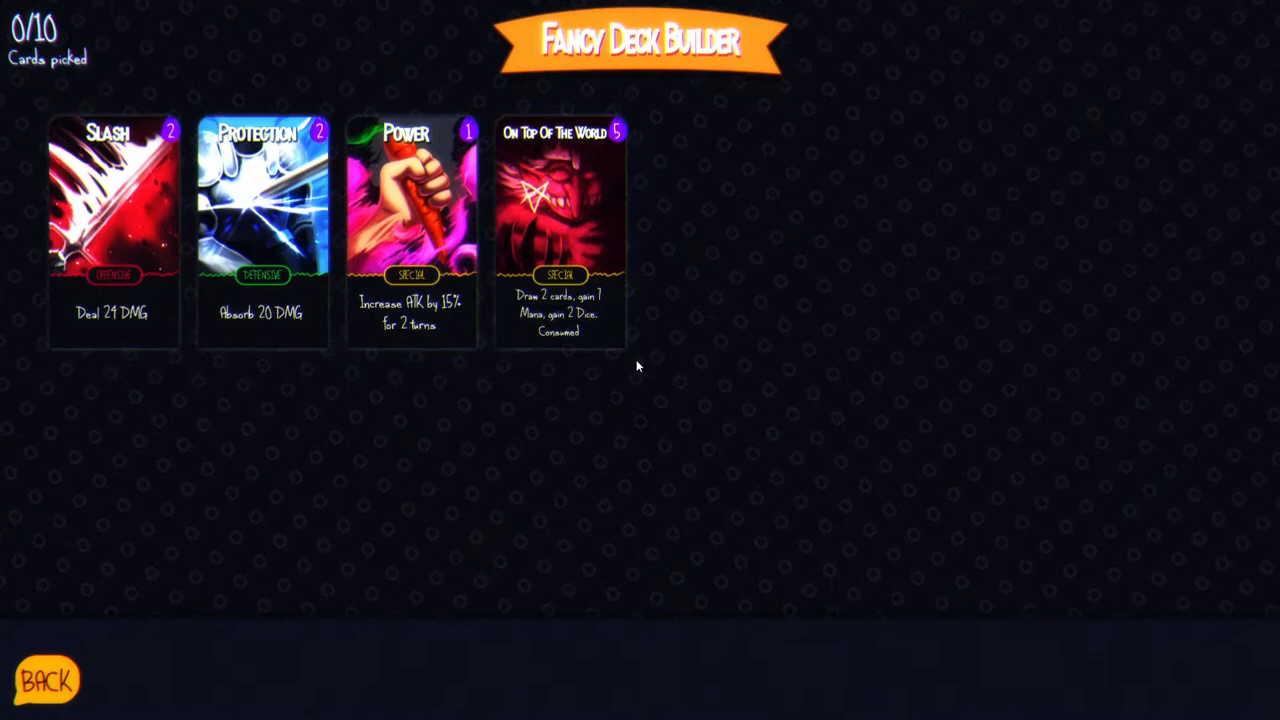 0/10
Cards picked
FANCY DECK BUILDER
SLASH 2
OFFENSIVE
Deal 24 DMG
PROTECTION 2
DEFENSIVE
Absorb 20 DMG
POWER 1
SPECIAL
Increase ATK by 15%
for 2 turns
ON TOP OF THE WORLD 5
SPECIAL
Draw 2 cards, gain 7
Mana, gain 2 Dice.
Consumed
BACK